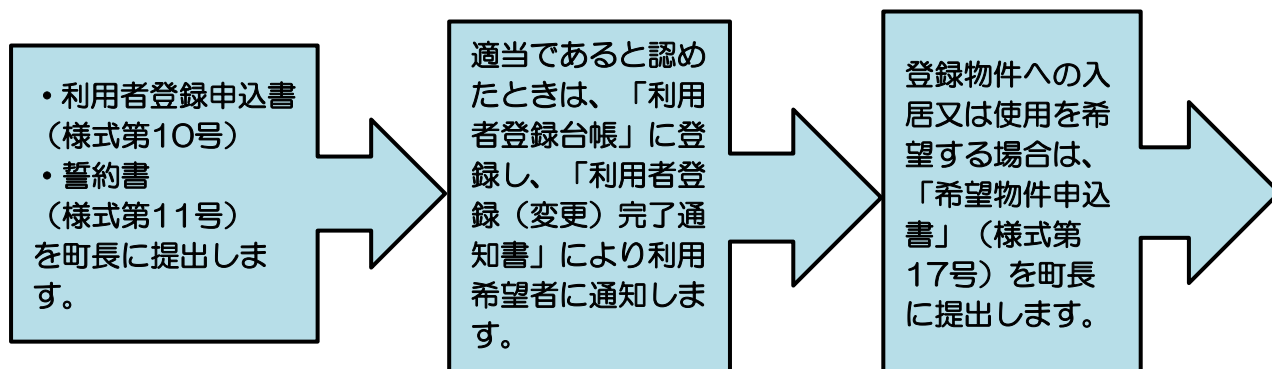 ・利用者登録申込書
（様式第10号）
・誓約書
（様式第11号）
を町長に提出しま
す。
適当であると認め
たときは、「利用
者登録台帳」に登
録し、「利用者登
録（変更）完了通
知書」により利用
希望者に通知しま
す。
登録物件への入
居又は使用を希
望する場合は、
「希望物件申込
書」（様式第
17号）を町長
に提出します。